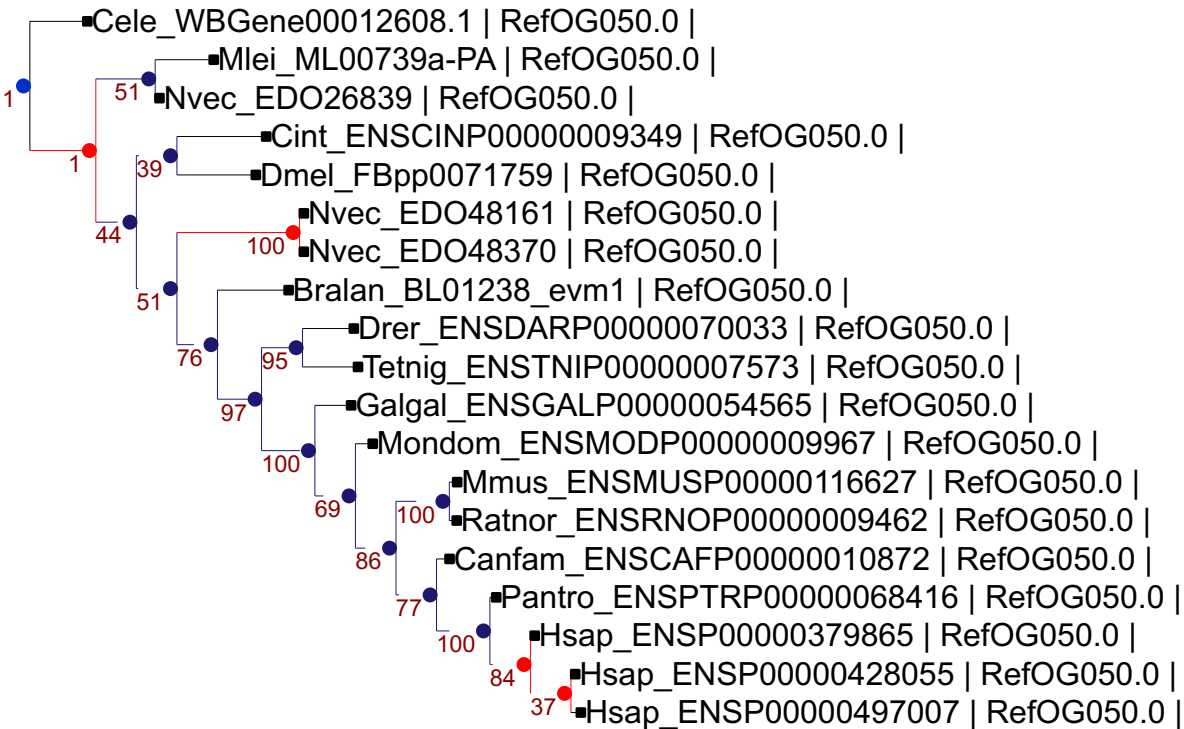 Cele_WBGene00012608.1 | RefOG050.0 |
Mlei_ML00739a-PA | RefOG050.0 |
1
51
Nvec_EDO26839 | RefOG050.0 |
Cint_ENSCINP00000009349 | RefOG050.0 |
1
39
Dmel_FBpp0071759 | RefOG050.0 |
Nvec_EDO48161 | RefOG050.0 |
44
100
Nvec_EDO48370 | RefOG050.0 |
51
Bralan_BL01238_evm1 | RefOG050.0 |
Drer_ENSDARP00000070033 | RefOG050.0 |
76
95
Tetnig_ENSTNIP00000007573 | RefOG050.0 |
97
Galgal_ENSGALP00000054565 | RefOG050.0 |
Mondom_ENSMODP00000009967 | RefOG050.0 |
100
Mmus_ENSMUSP00000116627 | RefOG050.0 |
69
100
Ratnor_ENSRNOP00000009462 | RefOG050.0 |
86
Canfam_ENSCAFP00000010872 | RefOG050.0 |
77
Pantro_ENSPTRP00000068416 | RefOG050.0 |
100
Hsap_ENSP00000379865 | RefOG050.0 |
84
Hsap_ENSP00000428055 | RefOG050.0 |
37
Hsap_ENSP00000497007 | RefOG050.0 |